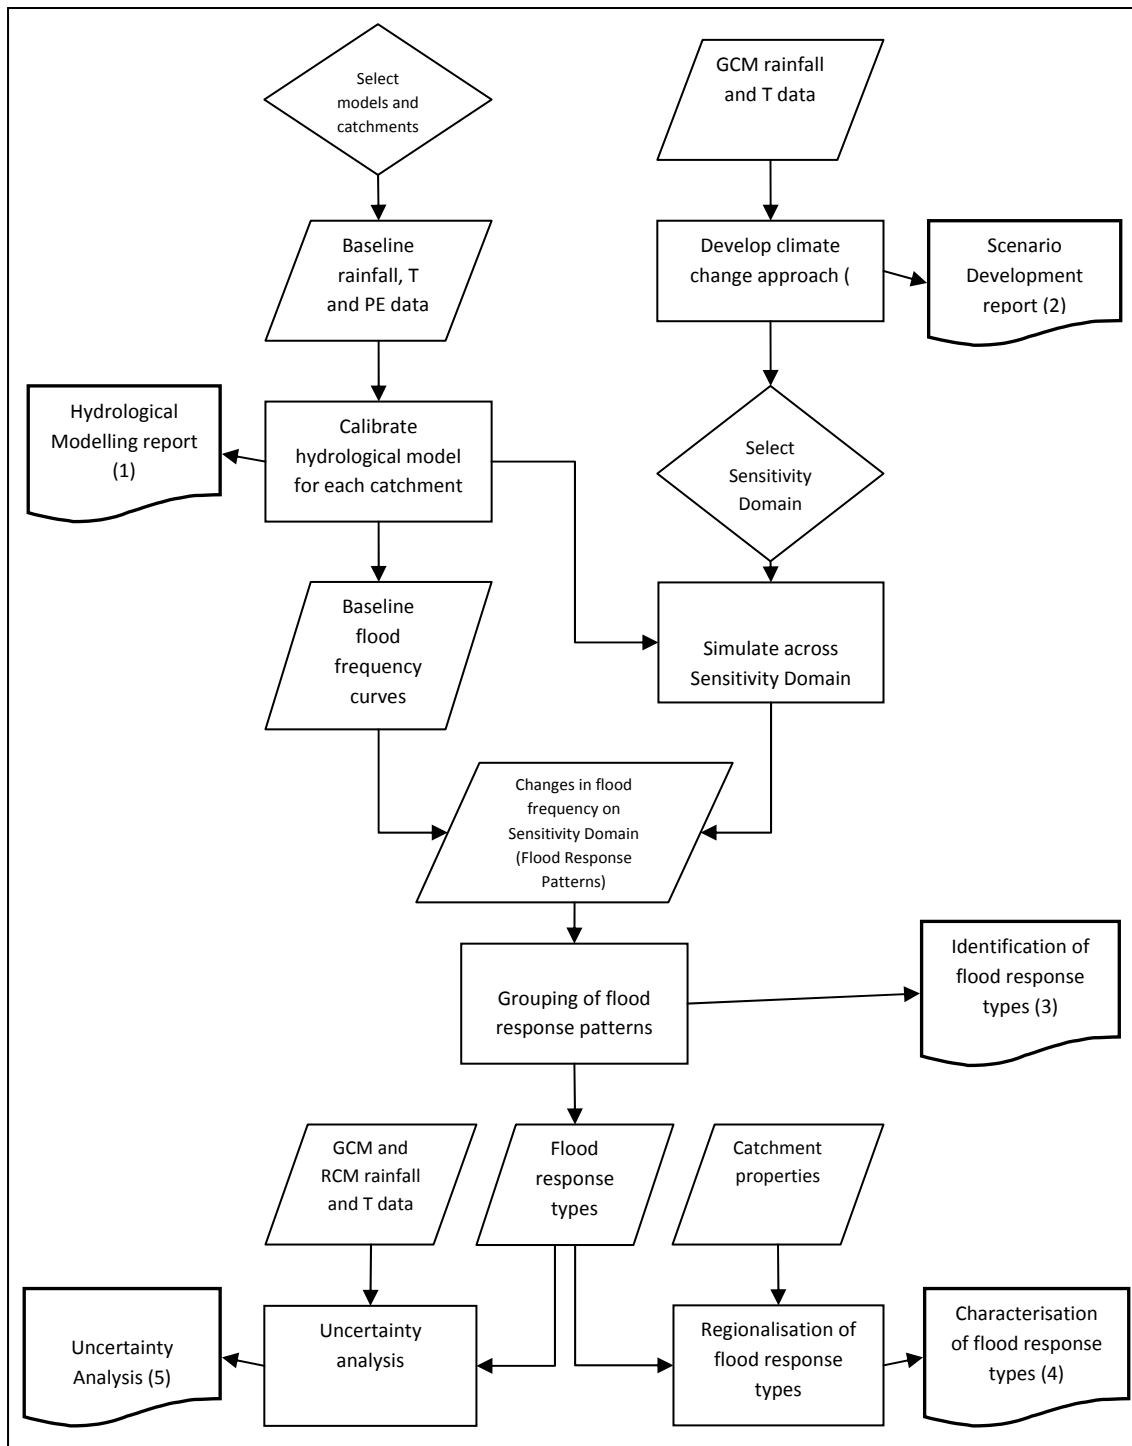 Select
models and
catchments
GCM rainfall
and T data
Baseline
rainfall, T
and PE data
Develop climate
change approach (
Scenario
Development
report (2)
Hydrological
Modelling report
(1)
Calibrate
hydrological model
for each catchment
Select
Sensitivity
Domain
Baseline
flood
frequency
curves
Simulate across
Sensitivity Domain
Changes in flood
frequency on
Sensitivity Domain
(Flood Response
Patterns)
Grouping of flood
response patterns
Identification of
flood response
types (3)
GCM and
RCM rainfall
and T data
Flood
response
types
Catchment
properties
Uncertainty
Analysis (5)
Uncertainty
analysis
Regionalisation of
flood response
types
Characterisation
of flood response
types (4)